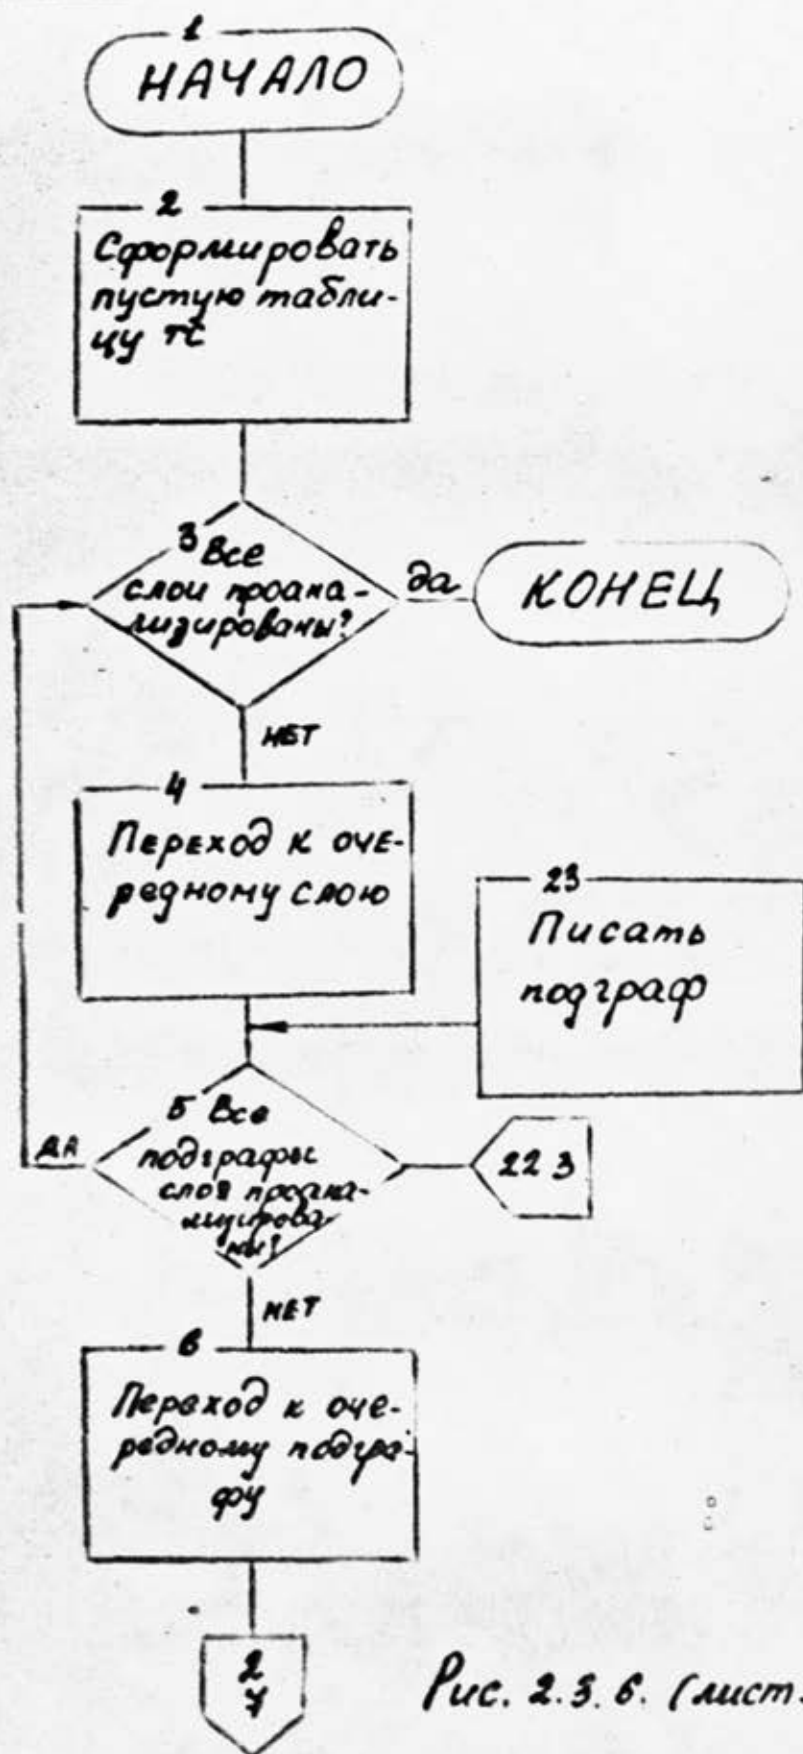 1
НАЧАЛО
2
Сформировать
пустую табли-
цу тс
3 Все
слои проана-
лизированы?
да
КОНЕЦ
НЕТ
4
ПЕРЕХОД К ОЧЕ-
редному слою
23
Писать
подграф
5 Все
подграфы
слоя проана-
лизирова-
ны?
ДА
22 3
НЕТ
6
Переход к оче-
редному подгра-
фу
2
7
Рис. 2.3.6. (лист.